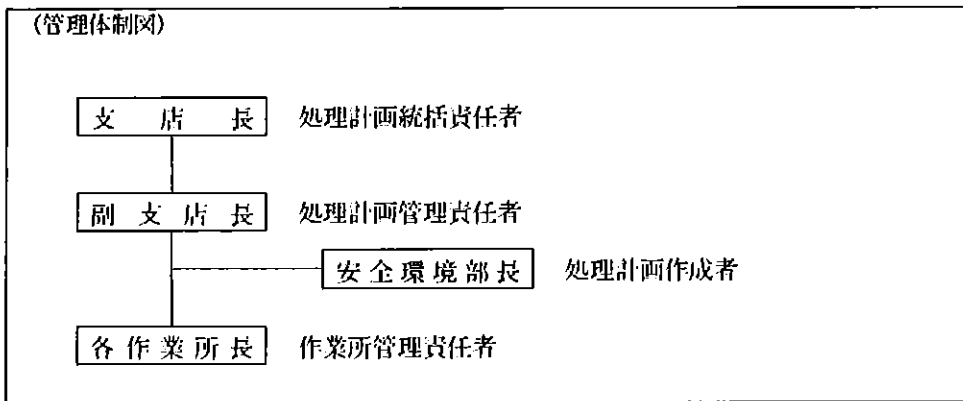 (管理体制図)
支店長 処理計画統括責任者
副支店長 処理計画管理責任者
安全環境部長 処理計画作成者
各作業所長 作業所管理責任者